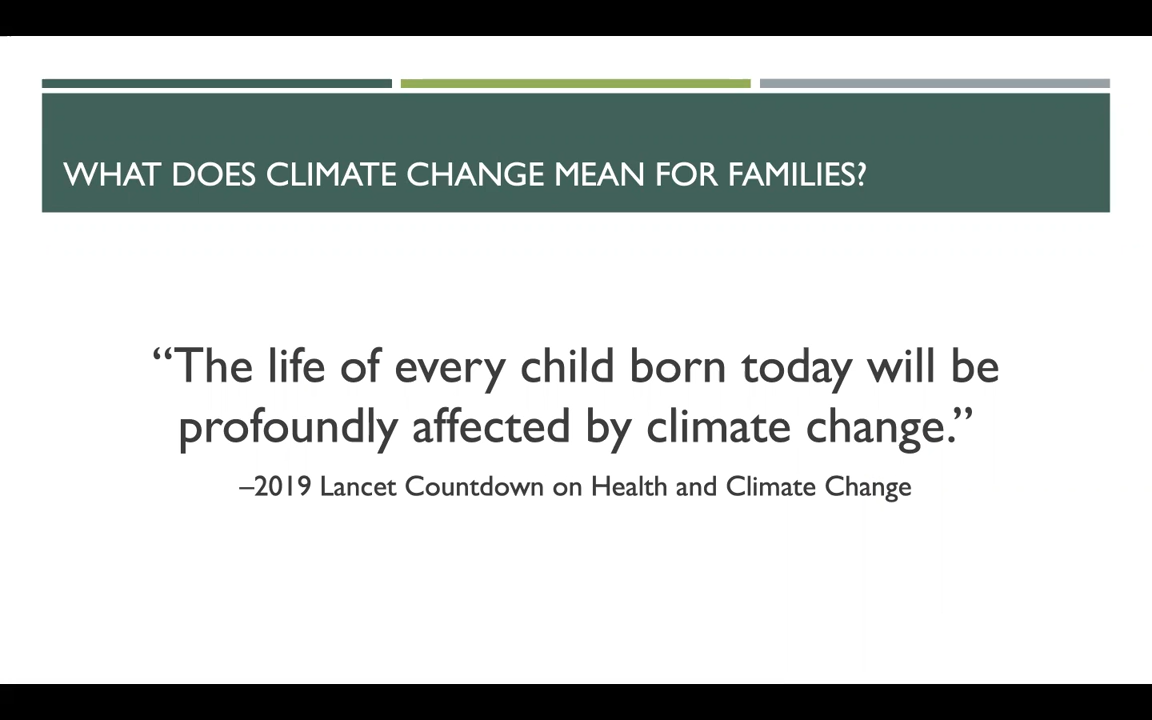 WHAT DOES CLIMATE CHANGE MEAN FOR FAMILIES?
“The life of every child born today will be
profoundly affected by climate change.”
–2019 Lancet Countdown on Health and Climate Change